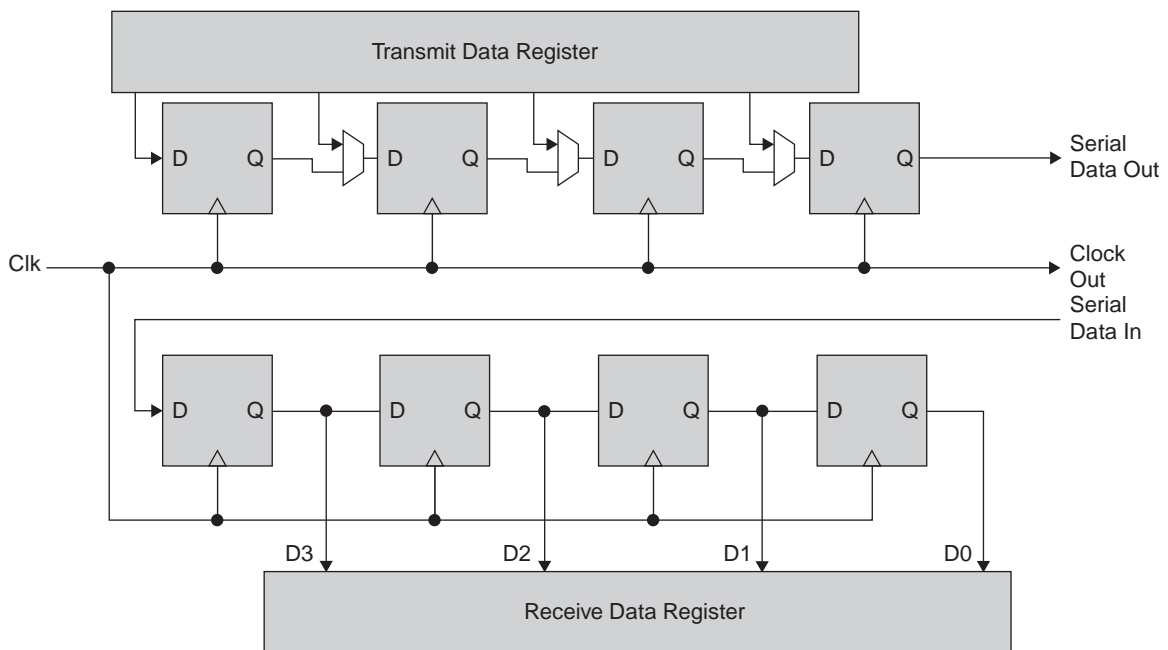 Transmit Data Register
D Q D Q D Q D Q
Serial
Data Out
Clk
Clock
Out
Serial
Data In
D Q D Q D Q D Q
D3 D2 D1 D0
Receive Data Register